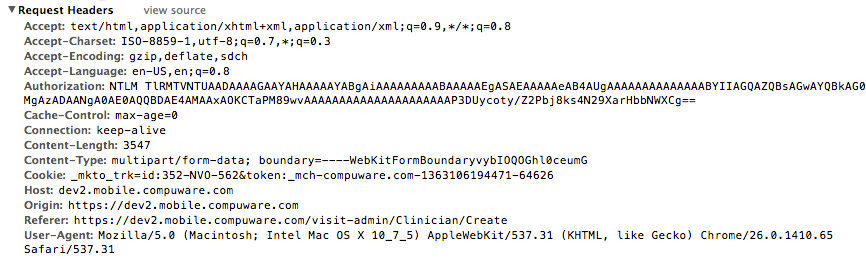 ▼Request Headers view source
Accept: text/html,application/xhtml+xml,application/xml;q=0.9,*/*;q=0.8
Accept-Charset: ISO-8859-1,utf-8;q=0.7,*;q=0.3
Accept-Encoding: gzip,deflate,sdch
Accept-Language: en-US,en;q=0.8
Authorization: NTLM TlRMTVNTUAADAAAAGAAYAHAAAAAYABgAiAAAAAAAAABAAAAAEgASAEAAAAAeAB4AUgAAAAAAAAAAAAAABYIIAGQAZQBsAGwAYQBkAG0
MgAzADAANgA0AE0AQQBDAE4AMAAxAOKCTaPM89wvAAAAAAAAAAAAAAAAAAAAAAP3DUycoty/Z2Pbj8ks4N29XarHbbNWXCg==
Cache-Control: max-age=0
Connection: keep-alive
Content-Length: 3547
Content-Type: multipart/form-data; boundary=----WebKitFormBoundaryvybIOQOGhl0ceumG
Cookie: _mkto_trk=id:352-NVO-562&token:_mch-compuware.com-1363106194471-64626
Host: dev2.mobile.compuware.com
Origin: https://dev2.mobile.compuware.com
Referer: https://dev2.mobile.compuware.com/visit-admin/Clinician/Create
User-Agent: Mozilla/5.0 (Macintosh; Intel Mac OS X 10_7_5) AppleWebKit/537.31 (KHTML, like Gecko) Chrome/26.0.1410.65
Safari/537.31